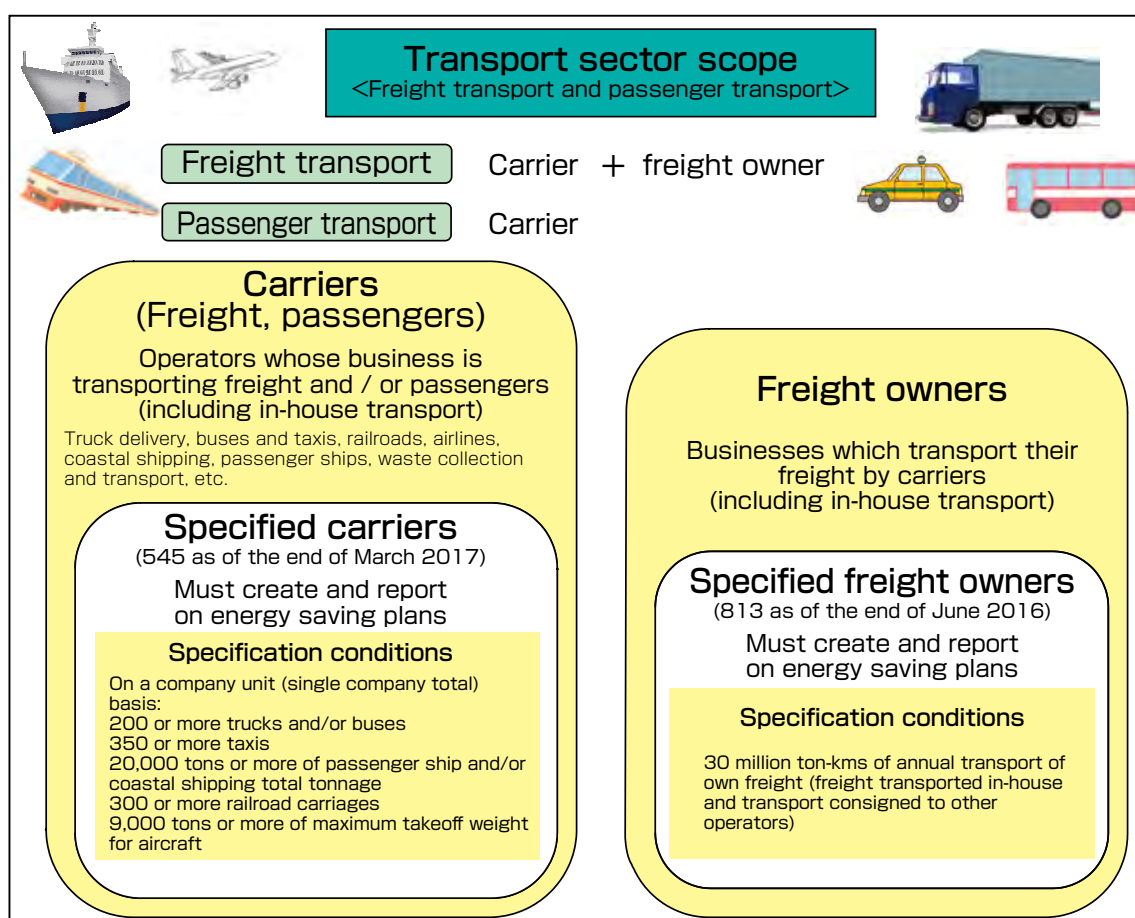 Transport sector scope
<Freight transport and passenger transport>
Freight transport Carrier + freight owner
Passenger transport Carrier
Carriers
(Freight, passengers)
Operators whose business is
transporting freight and / or passengers
(including in-house transport)
Truck delivery, buses and taxis, railroads, airlines,
coastal shipping, passenger ships, waste collection
and transport, etc.
Specified carriers
(545 as of the end of March 2017)
Must create and report
on energy saving plans
Specification conditions
On a company unit (single company total)
basis:
200 or more trucks and/or buses
350 or more taxis
20,000 tons or more of passenger ship and/or
coastal shipping total tonnage
300 or more railroad carriages
9,000 tons or more of maximum takeoff weight
for aircraft
Freight owners
Businesses which transport their
freight by carriers
(including in-house transport)
Specified freight owners
(813 as of the end of June 2016)
Must create and report
on energy saving plans
Specification conditions
30 million ton-kms of annual transport of
own freight (freight transported in-house
and transport consigned to other
operators)